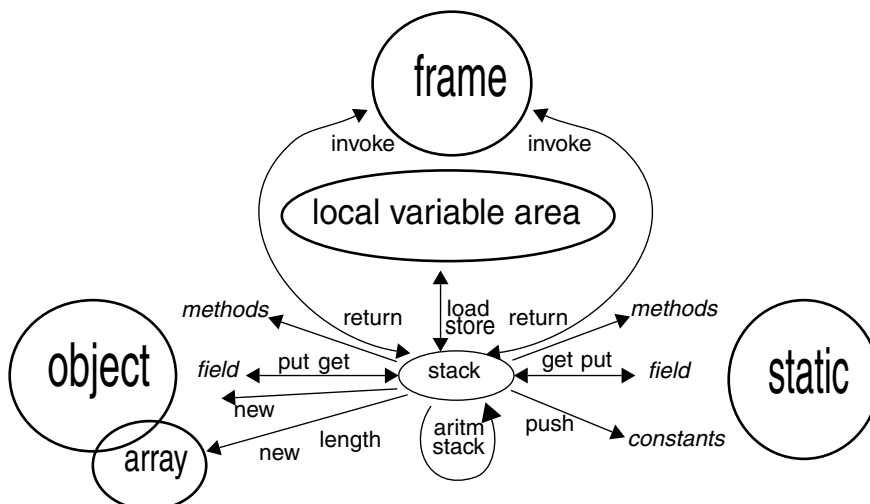 frame
invoke invoke
local variable area
methods return load return methods
store
object field put get stack get put field static
new
array new length aritm push constants
stack